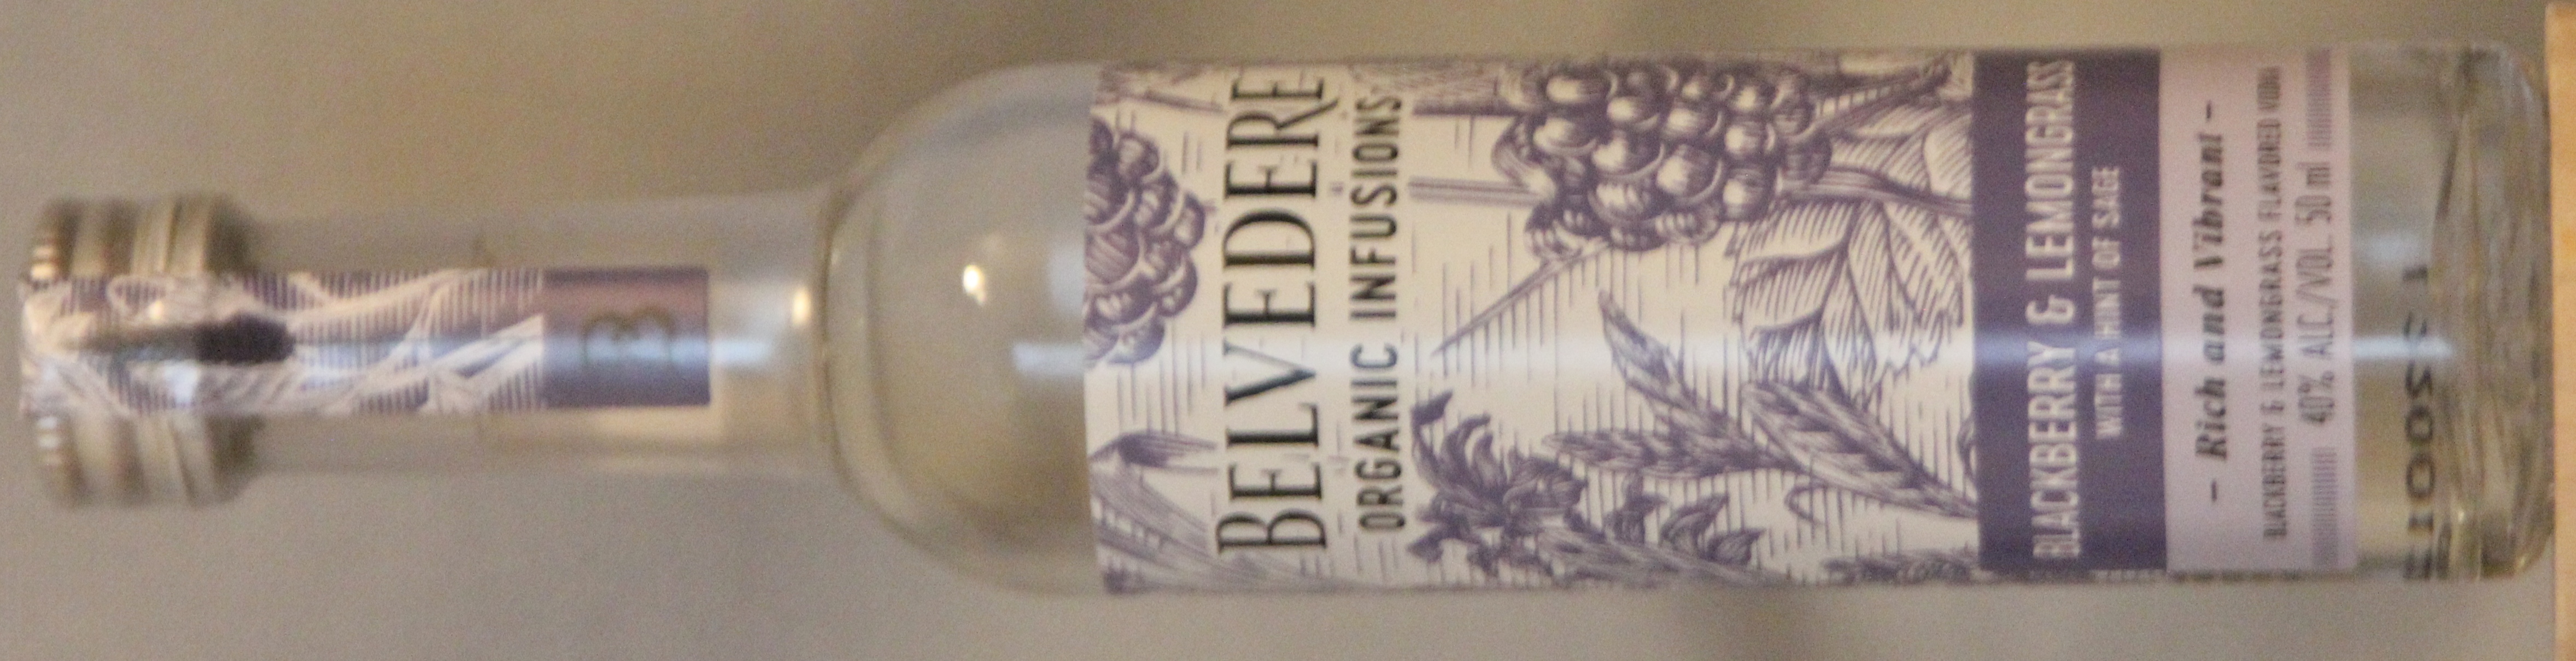 B
BELVEDERE
ORGANIC INFUSIONS
BLACKBERRY & LEMONGRASS
WITH A HINT OF SAGE
– Rich and Vibrant –
BLACKBERRY & LEMONGRASS FLAVORED VODKA
40% ALC./VOL. 50 ml